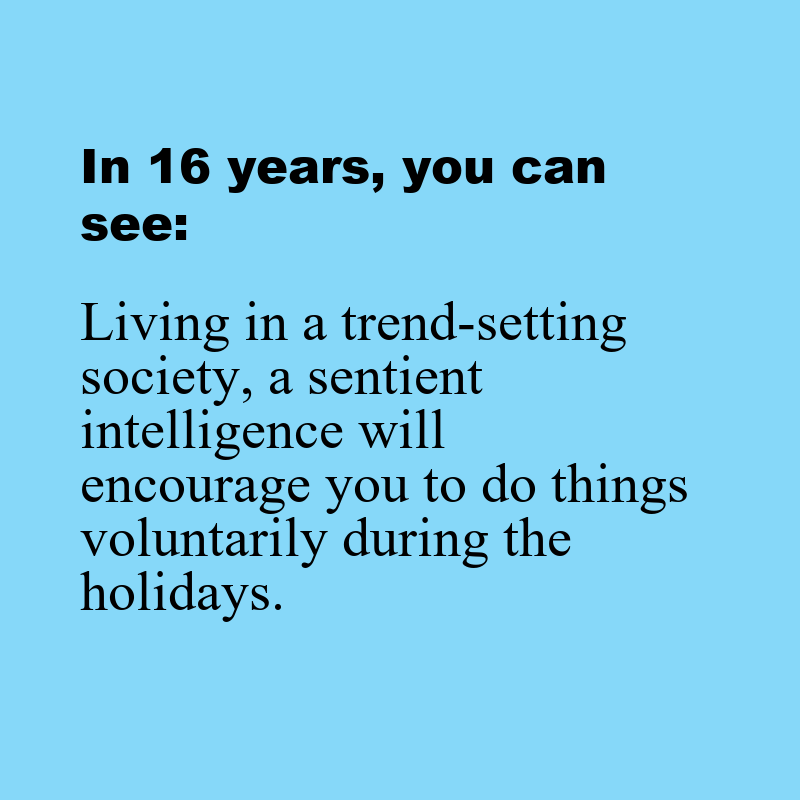 In 16 years, you can
see:
Living in a trend-setting
society, a sentient
intelligence will
encourage you to do things
voluntarily during the
holidays.